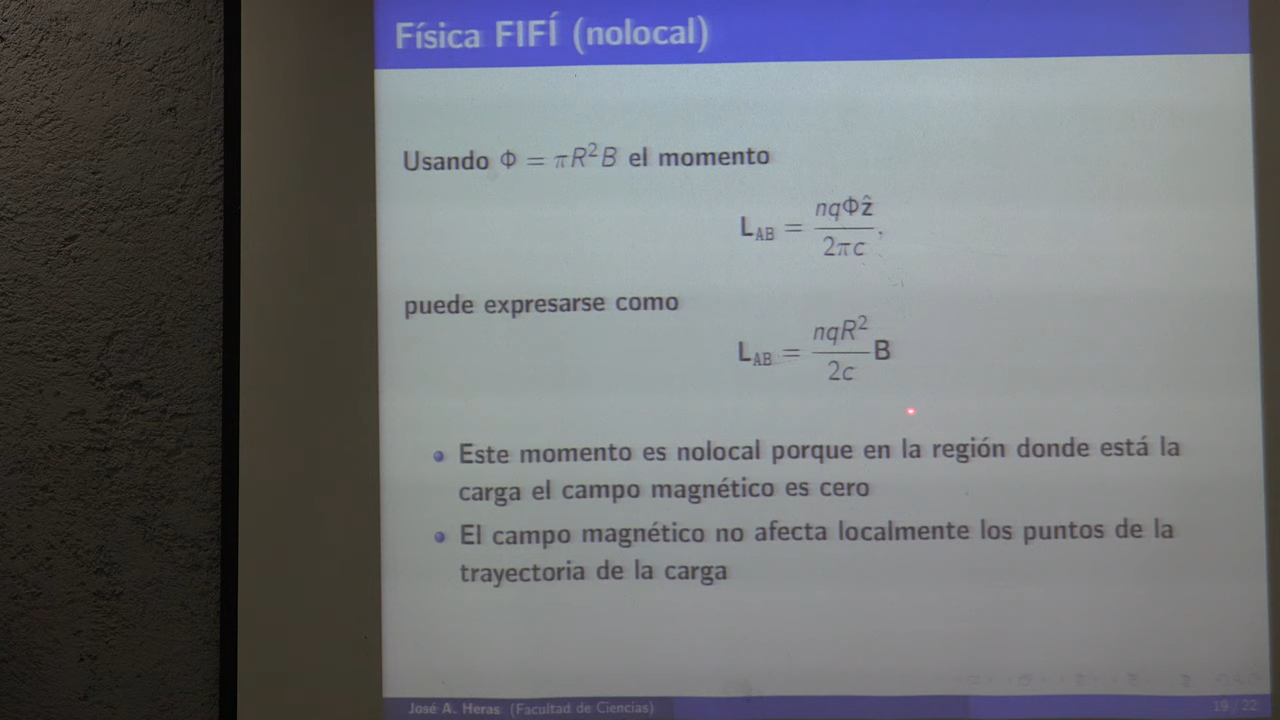 Física FIFÍ (nolocal)
Usando Φ = πR²B el momento
L_AB = nqΦẑ / 2πc,
puede expresarse como
L_AB = nqR² / 2c B
Este momento es nolocal porque en la región donde está la
carga el campo magnético es cero
El campo magnético no afecta localmente los puntos de la
trayectoria de la carga
José A. Heras (Facultad de Ciencias)
19 / 22